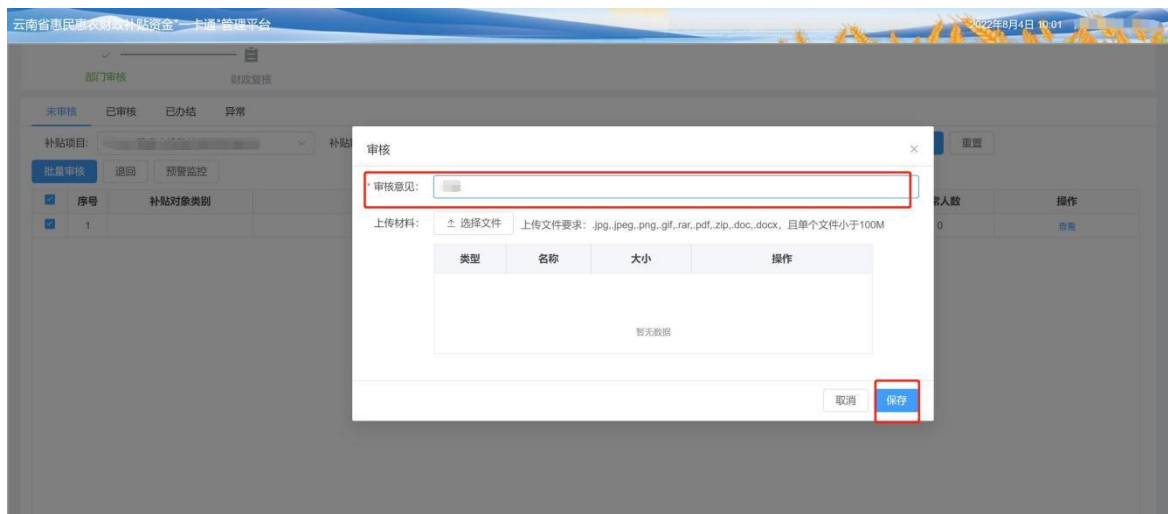 云南省惠民惠农财政补贴资金"一卡通"管理平台
2022年8月4日 10:01
部门审核
财政复核
未审核 已审核 已办结 异常
补贴项目: 补贴
重置
批量审核 退回 预警监控
序号 补贴对象类别 常人数 操作
1 0 查看
审核
* 审核意见:
上传材料: 选择文件 上传文件要求: .jpg,.jpeg,.png,.gif,.rar,.pdf,.zip,.doc,.docx, 且单个文件小于100M
类型 名称 大小 操作
暂无数据
取消 保存